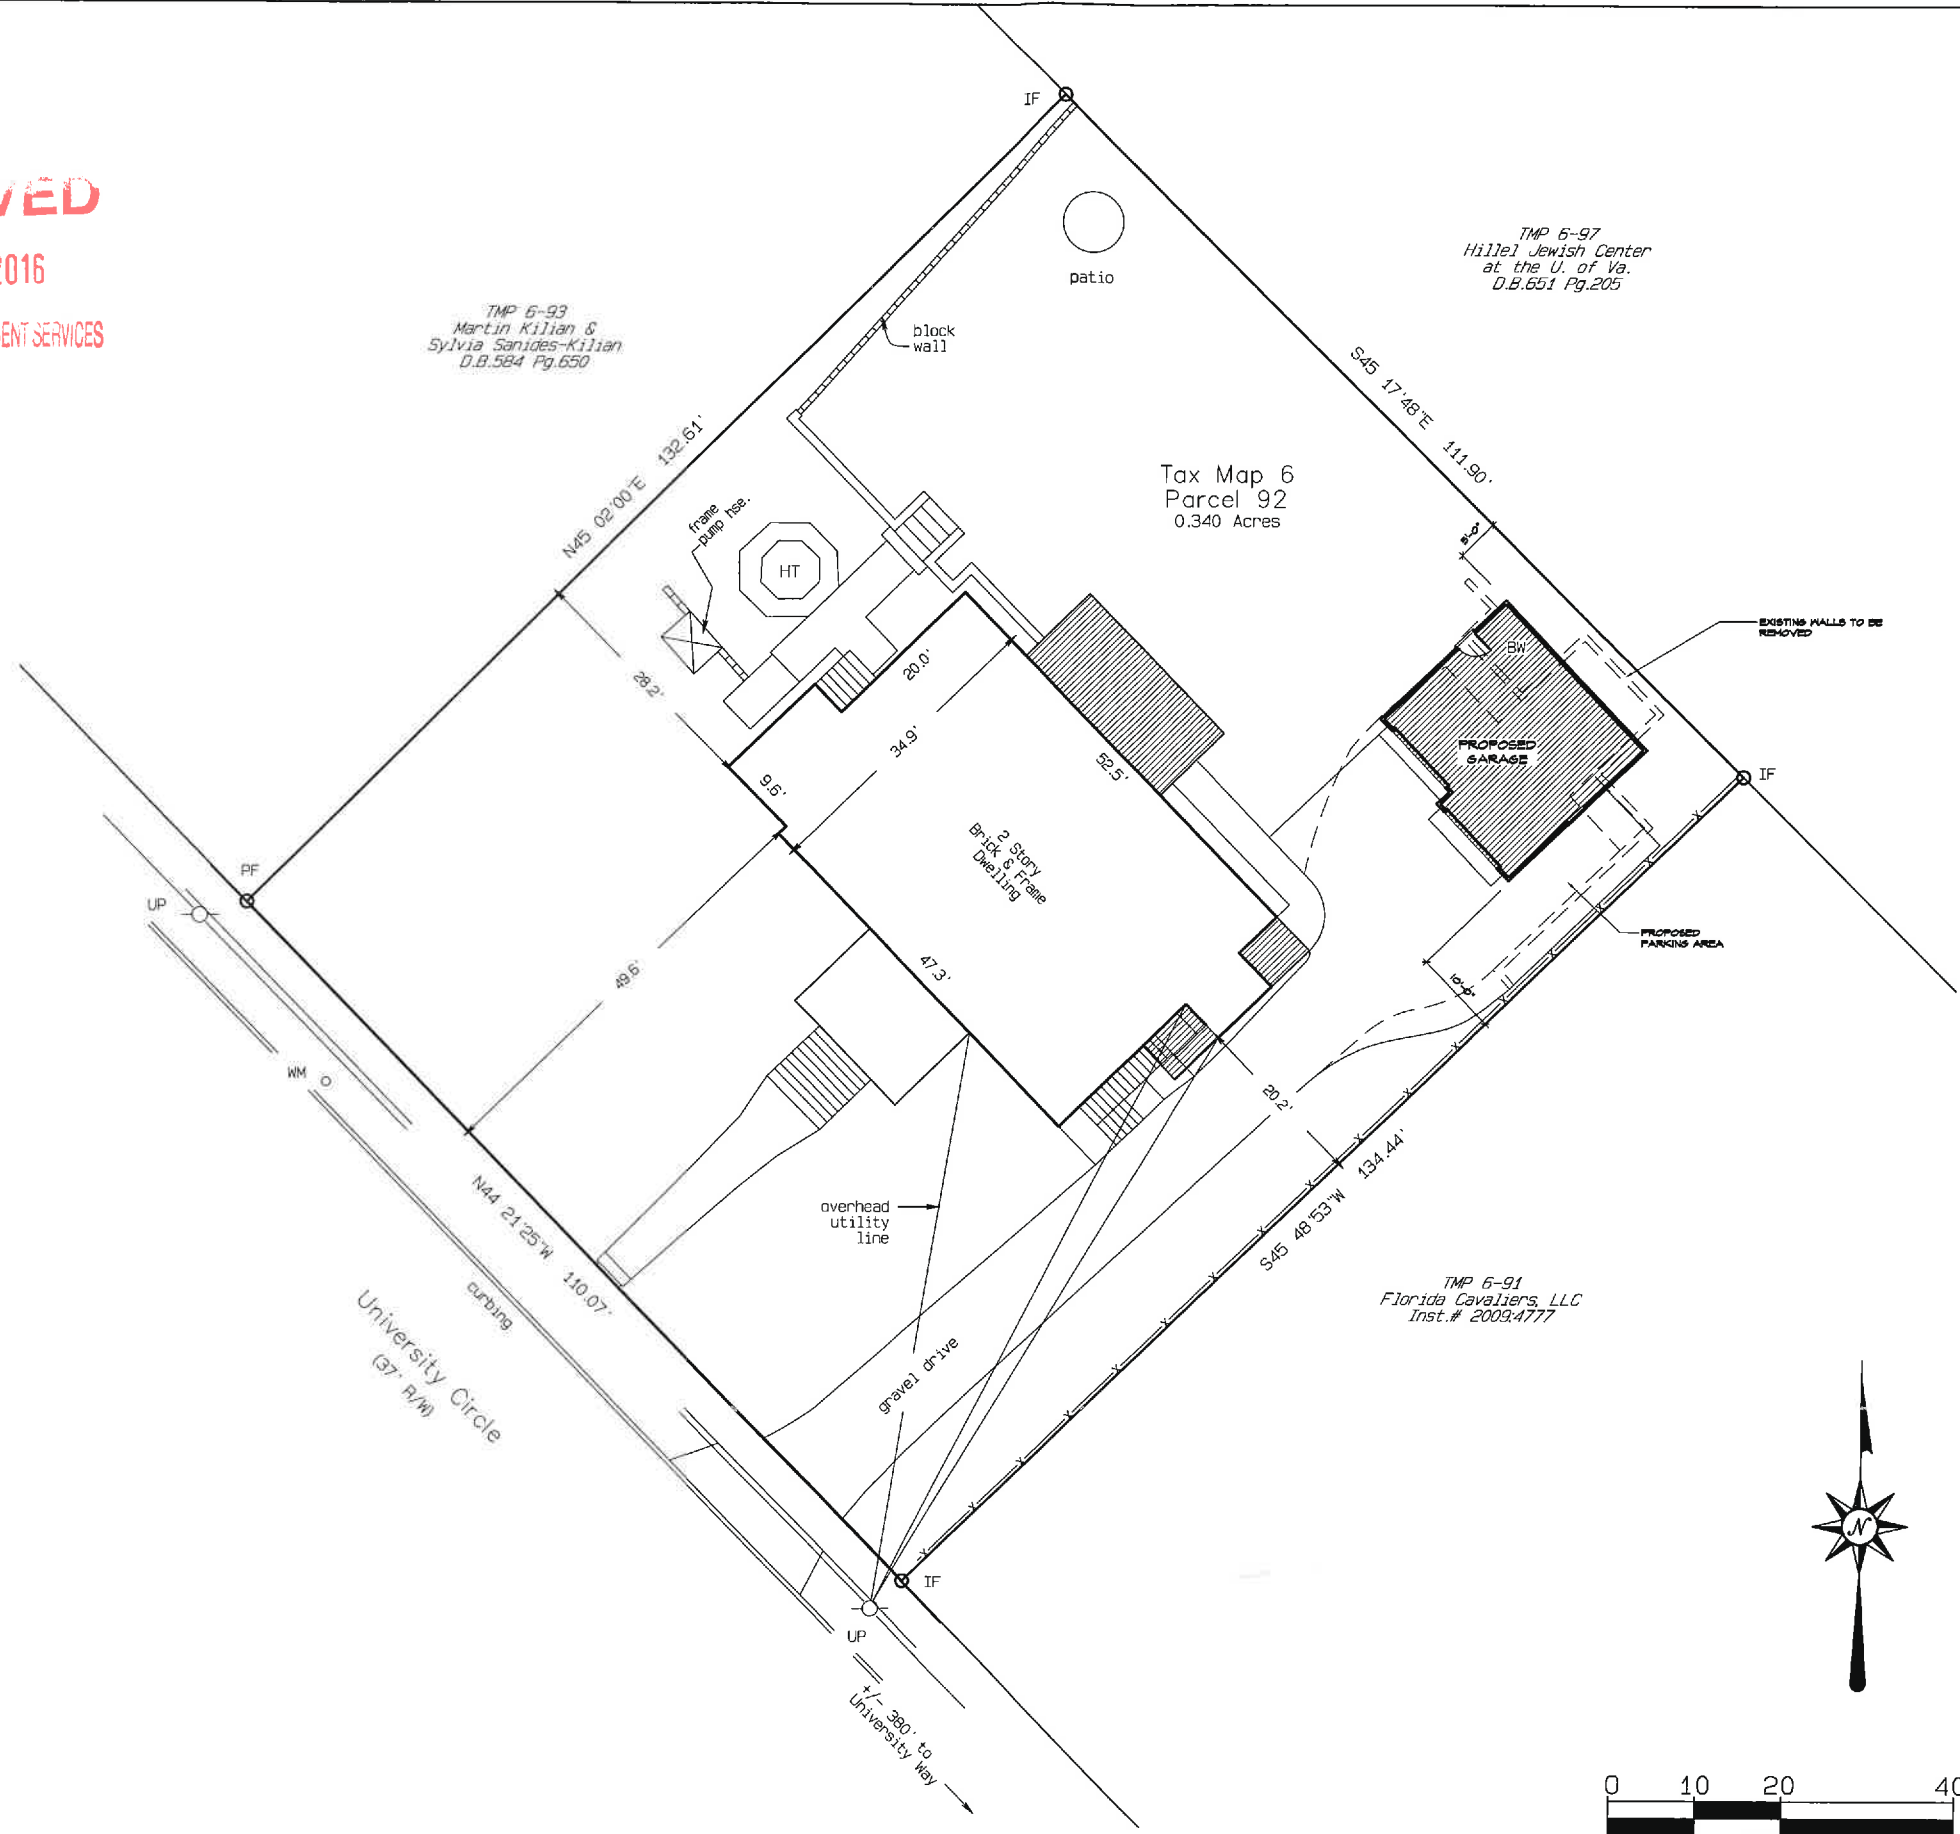 IF
2016
patio
TMP 6-97
Hillel Jewish Center
at the U. of Va.
D.B.651 Pg.205
TMP 6-93
Martin Kilian &
Sylvia Sanides-Kilian
D.B.584 Pg.650
block
wall
S45 17'48"E 111.90'
N45 02'00"E 132.61'
Tax Map 6
Parcel 92
0.340 Acres
frame
pump hse.
HT
EXISTING WALLS TO BE
REMOVED
BW
20.0'
28.2'
34.9'
52.5'
9.6'
PROPOSED
GARAGE
IF
2 Story
Brick & Frame
Dwelling
PF
UP
PROPOSED
PARKING AREA
47.3'
49.6'
10'-0"
WM
20.2'
S45 48'53"W 134.44'
overhead
utility
line
N44 21'25"W 110.07'
curbing
University Circle
(37' R/W)
TMP 6-91
Florida Cavaliers, LLC
Inst.# 2009:4777
gravel drive
N
IF
UP
+/- 380' to
University Way
0 10 20 40